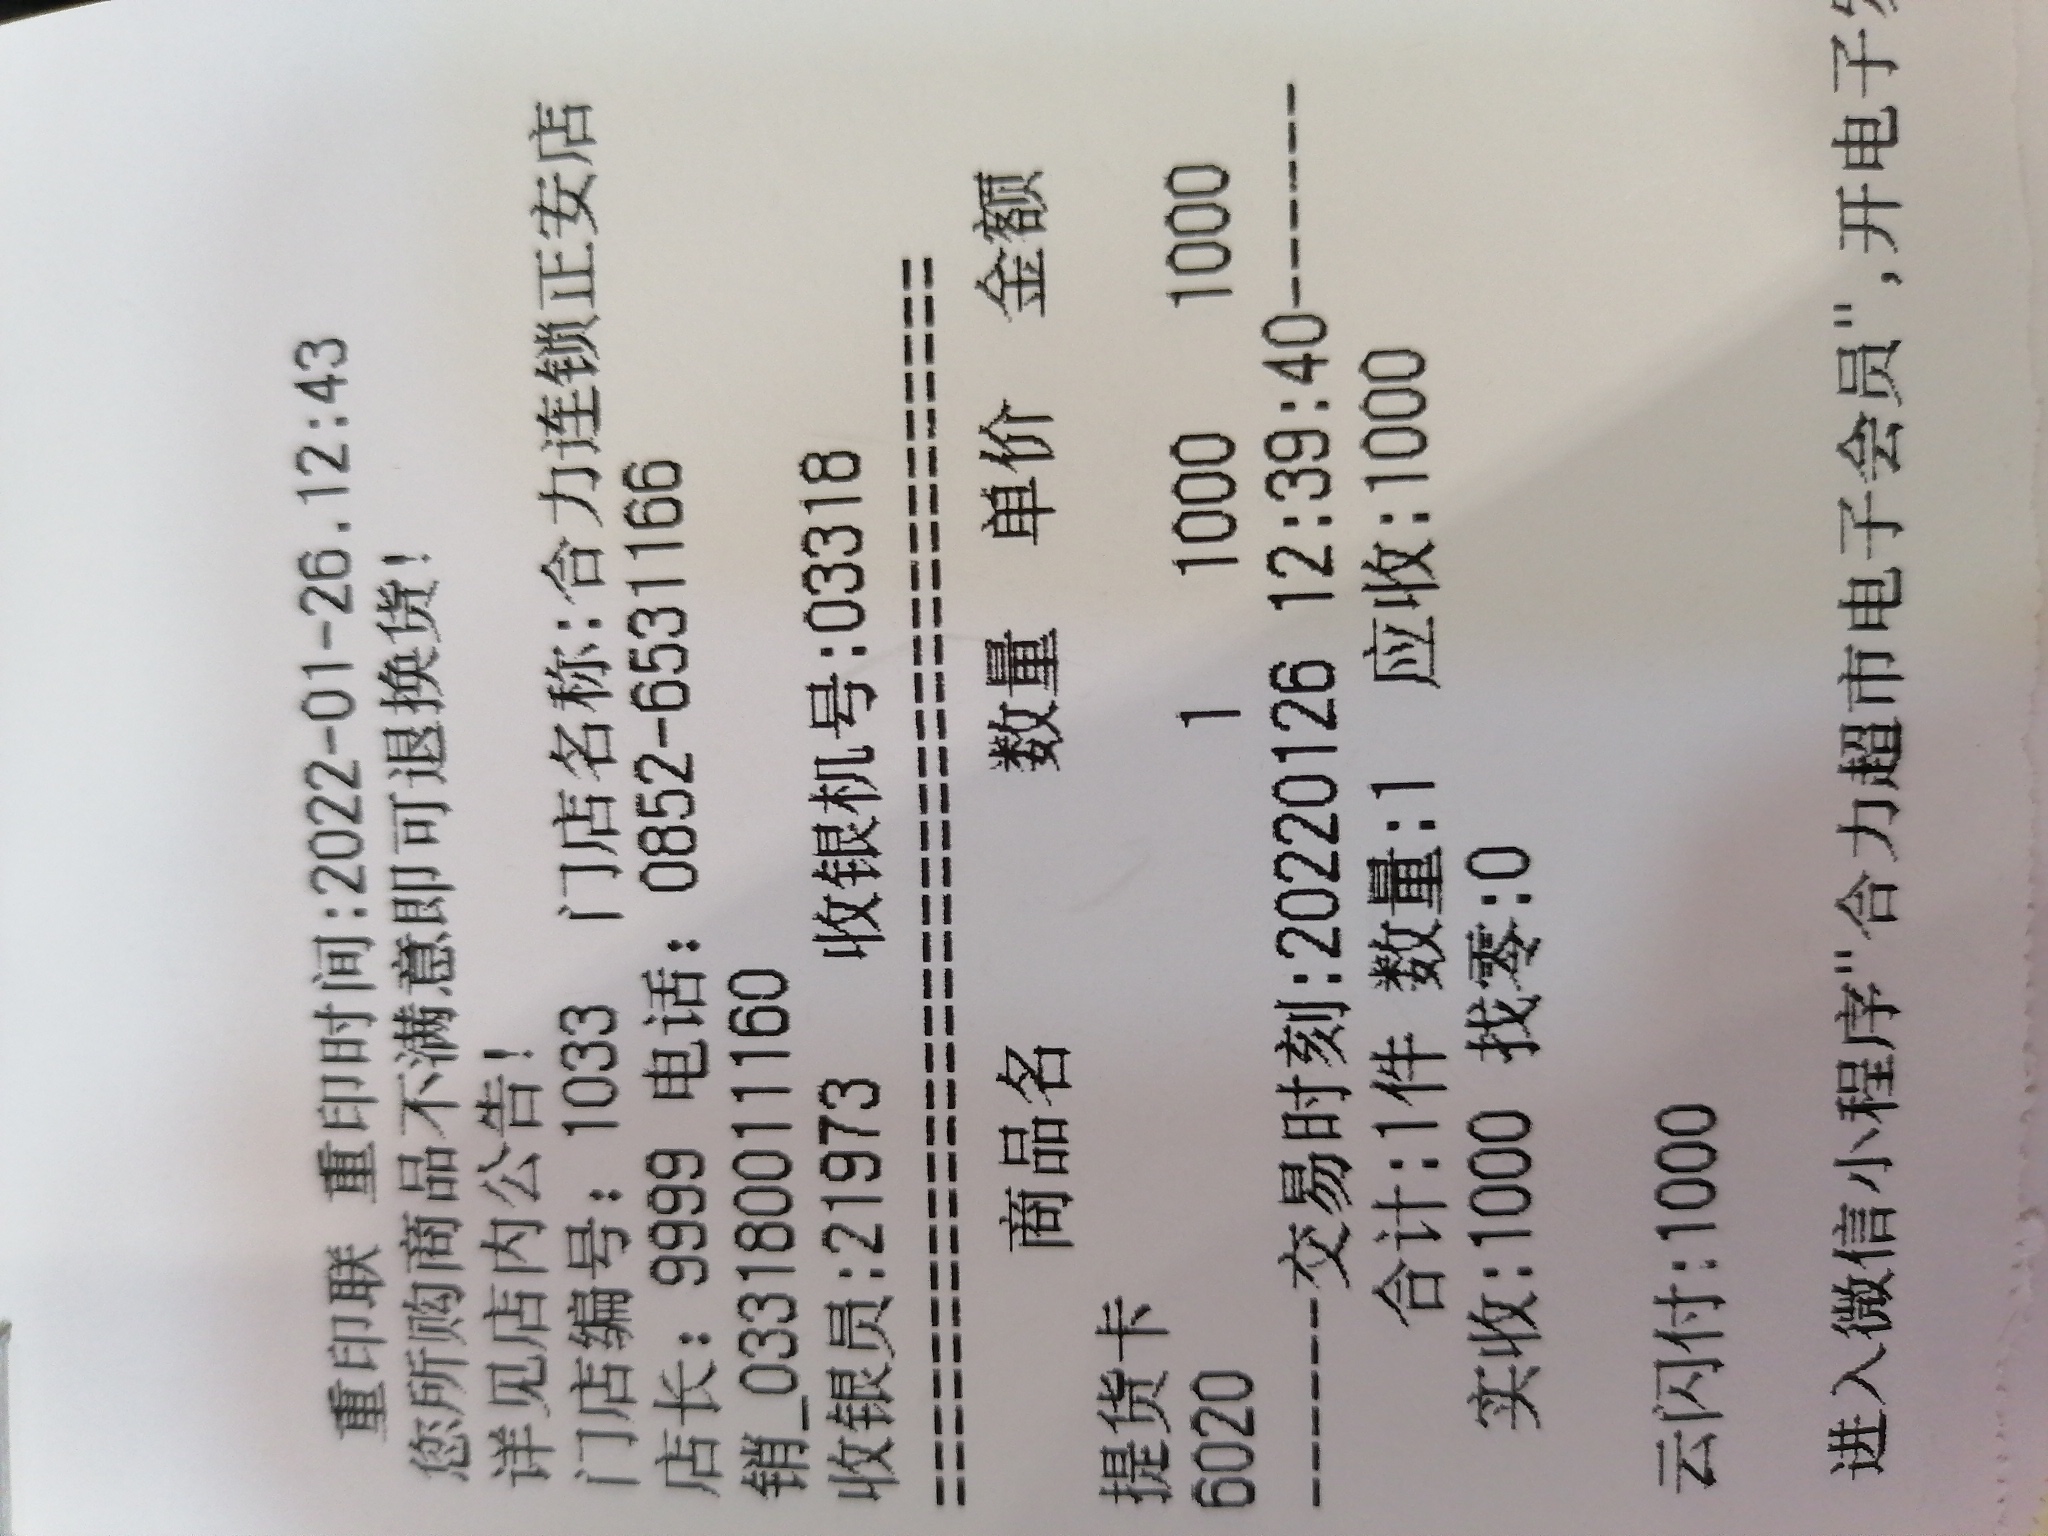 重印联 重印时间:2022-01-26.12:43
您所购商品不满意即可退换货!
详见店内公告!
门店编号: 1033 门店名称:合力连锁正安店
店长: 9999 电话: 0852-6531166
销_033180011160
收银员:21973 收银机号:03318
========================================
商品名 数量 单价 金额
提货卡
6020 1 1000 1000
--------交易时刻:20220126 12:39:40--------
合计:1件 数量:1 应收:1000
实收:1000 找零:0
云闪付:1000
进入微信小程序"合力超市电子会员",开电子